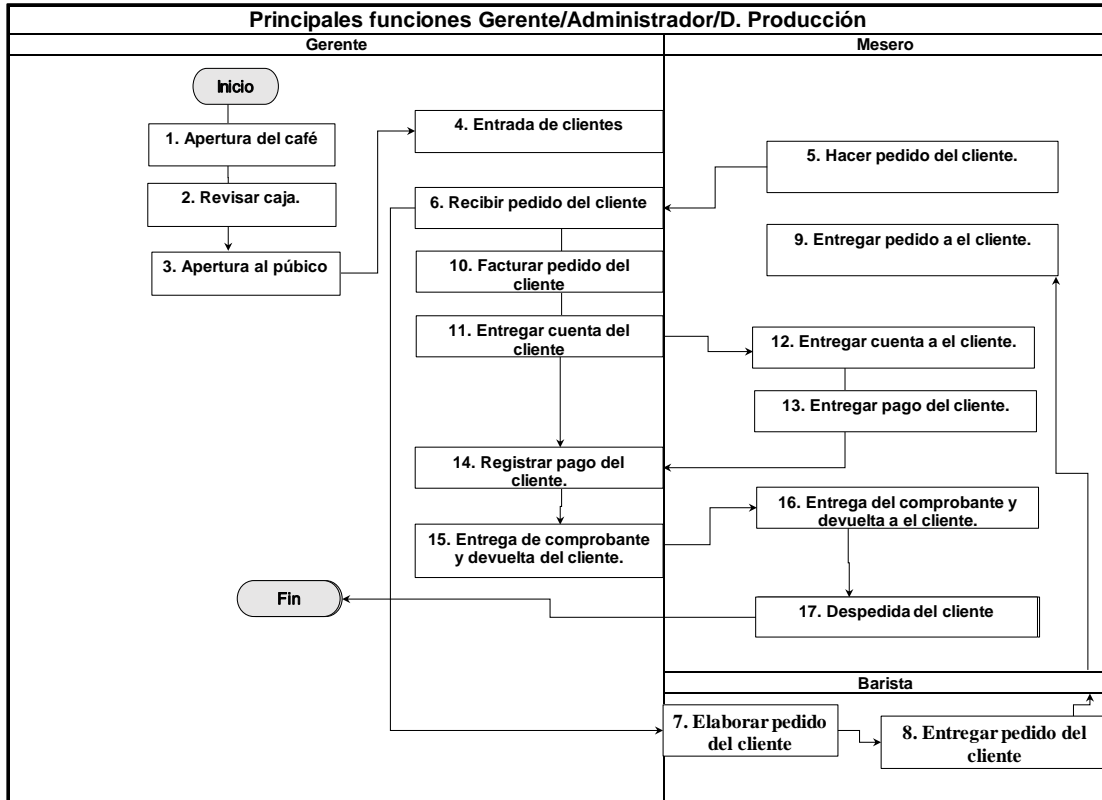 Principales funciones Gerente/Administrador/D. Producción
Gerente
Mesero
Inicio
1. Apertura del café
2. Revisar caja.
3. Apertura al púbico
4. Entrada de clientes
5. Hacer pedido del cliente.
6. Recibir pedido del cliente
9. Entregar pedido a el cliente.
10. Facturar pedido del
cliente
11. Entregar cuenta del
cliente
12. Entregar cuenta a el cliente.
13. Entregar pago del cliente.
14. Registrar pago del
cliente.
15. Entrega de comprobante
y devuelta del cliente.
16. Entrega del comprobante y
devuelta a el cliente.
Fin
17. Despedida del cliente
Barista
7. Elaborar pedido
del cliente
8. Entregar pedido del
cliente